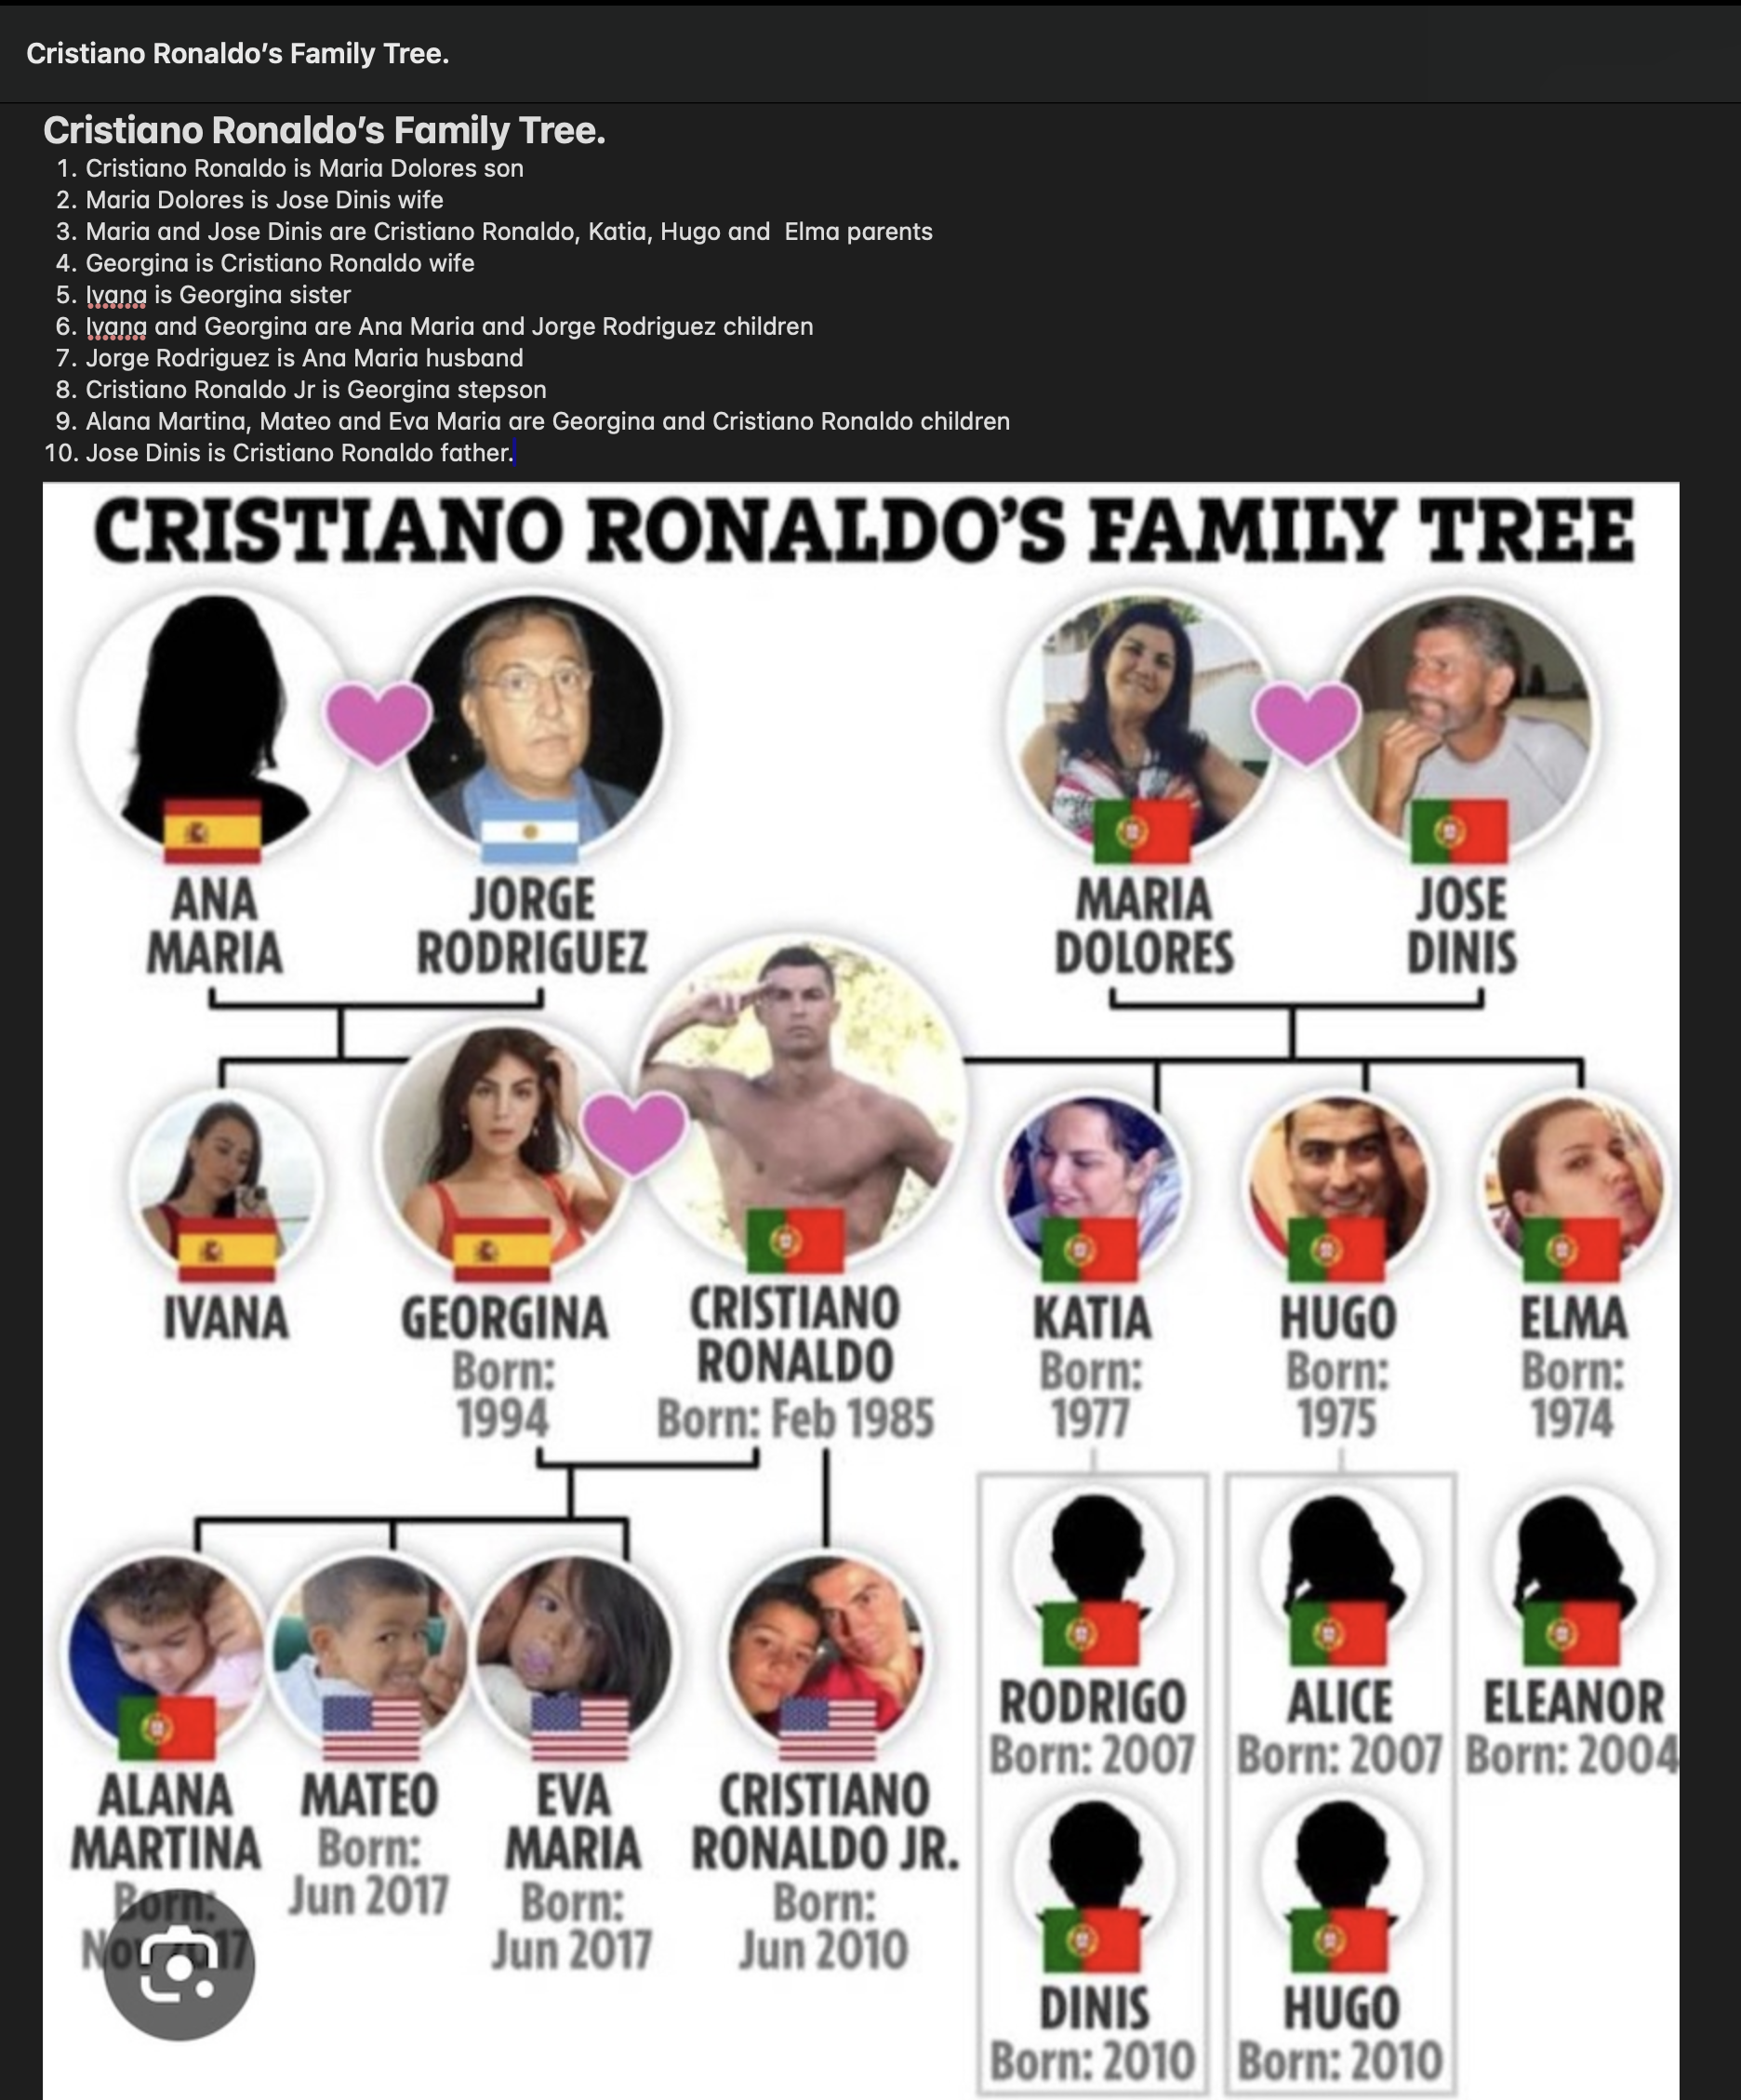 Cristiano Ronaldo's Family Tree.
Cristiano Ronaldo's Family Tree.
1. Cristiano Ronaldo is Maria Dolores son
2. Maria Dolores is Jose Dinis wife
3. Maria and Jose Dinis are Cristiano Ronaldo, Katia, Hugo and  Elma parents
4. Georgina is Cristiano Ronaldo wife
5. Ivana is Georgina sister
6. Ivana and Georgina are Ana Maria and Jorge Rodriguez children
7. Jorge Rodriguez is Ana Maria husband
8. Cristiano Ronaldo Jr is Georgina stepson
9. Alana Martina, Mateo and Eva Maria are Georgina and Cristiano Ronaldo children
10. Jose Dinis is Cristiano Ronaldo father.
CRISTIANO RONALDO'S FAMILY TREE
ANA
MARIA
JORGE
RODRIGUEZ
MARIA
DOLORES
JOSE
DINIS
IVANA
GEORGINA
Born:
1994
CRISTIANO
RONALDO
Born: Feb 1985
KATIA
Born:
1977
HUGO
Born:
1975
ELMA
Born:
1974
ALANA
MARTINA
Born:
Nov 2017
MATEO
Born:
Jun 2017
EVA
MARIA
Born:
Jun 2017
CRISTIANO
RONALDO JR.
Born:
Jun 2010
RODRIGO
Born: 2007
DINIS
Born: 2010
ALICE
Born: 2007
HUGO
Born: 2010
ELEANOR
Born: 2004